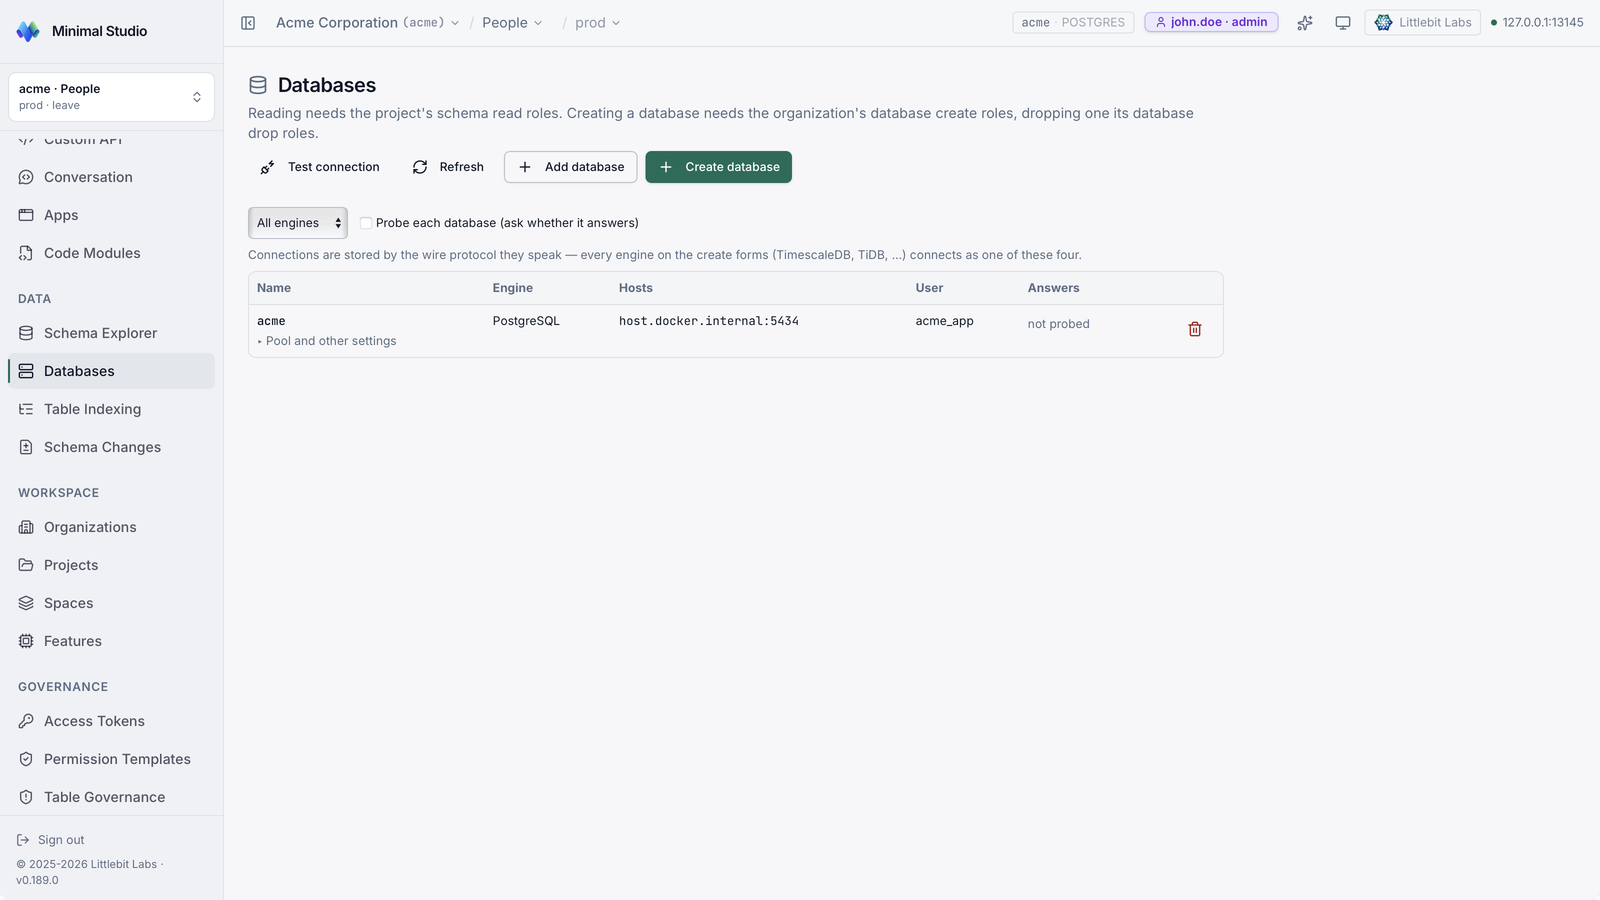 Minimal Studio
acme · People
prod · leave
Custom API
Conversation
Apps
Code Modules
DATA
Schema Explorer
Databases
Table Indexing
Schema Changes
WORKSPACE
Organizations
Projects
Spaces
Features
GOVERNANCE
Access Tokens
Permission Templates
Table Governance
Sign out
© 2025-2026 Littlebit Labs ·
v0.189.0
Acme Corporation (acme) / People / prod
acme · POSTGRES
john.doe · admin
Littlebit Labs
127.0.0.1:13145
Databases
Reading needs the project's schema read roles. Creating a database needs the organization's database create roles, dropping one its database
drop roles.
Test connection Refresh Add database Create database
All engines Probe each database (ask whether it answers)
Connections are stored by the wire protocol they speak — every engine on the create forms (TimescaleDB, TiDB, …) connects as one of these four.
Name Engine Hosts User Answers
acme PostgreSQL host.docker.internal:5434 acme_app not probed
▸ Pool and other settings